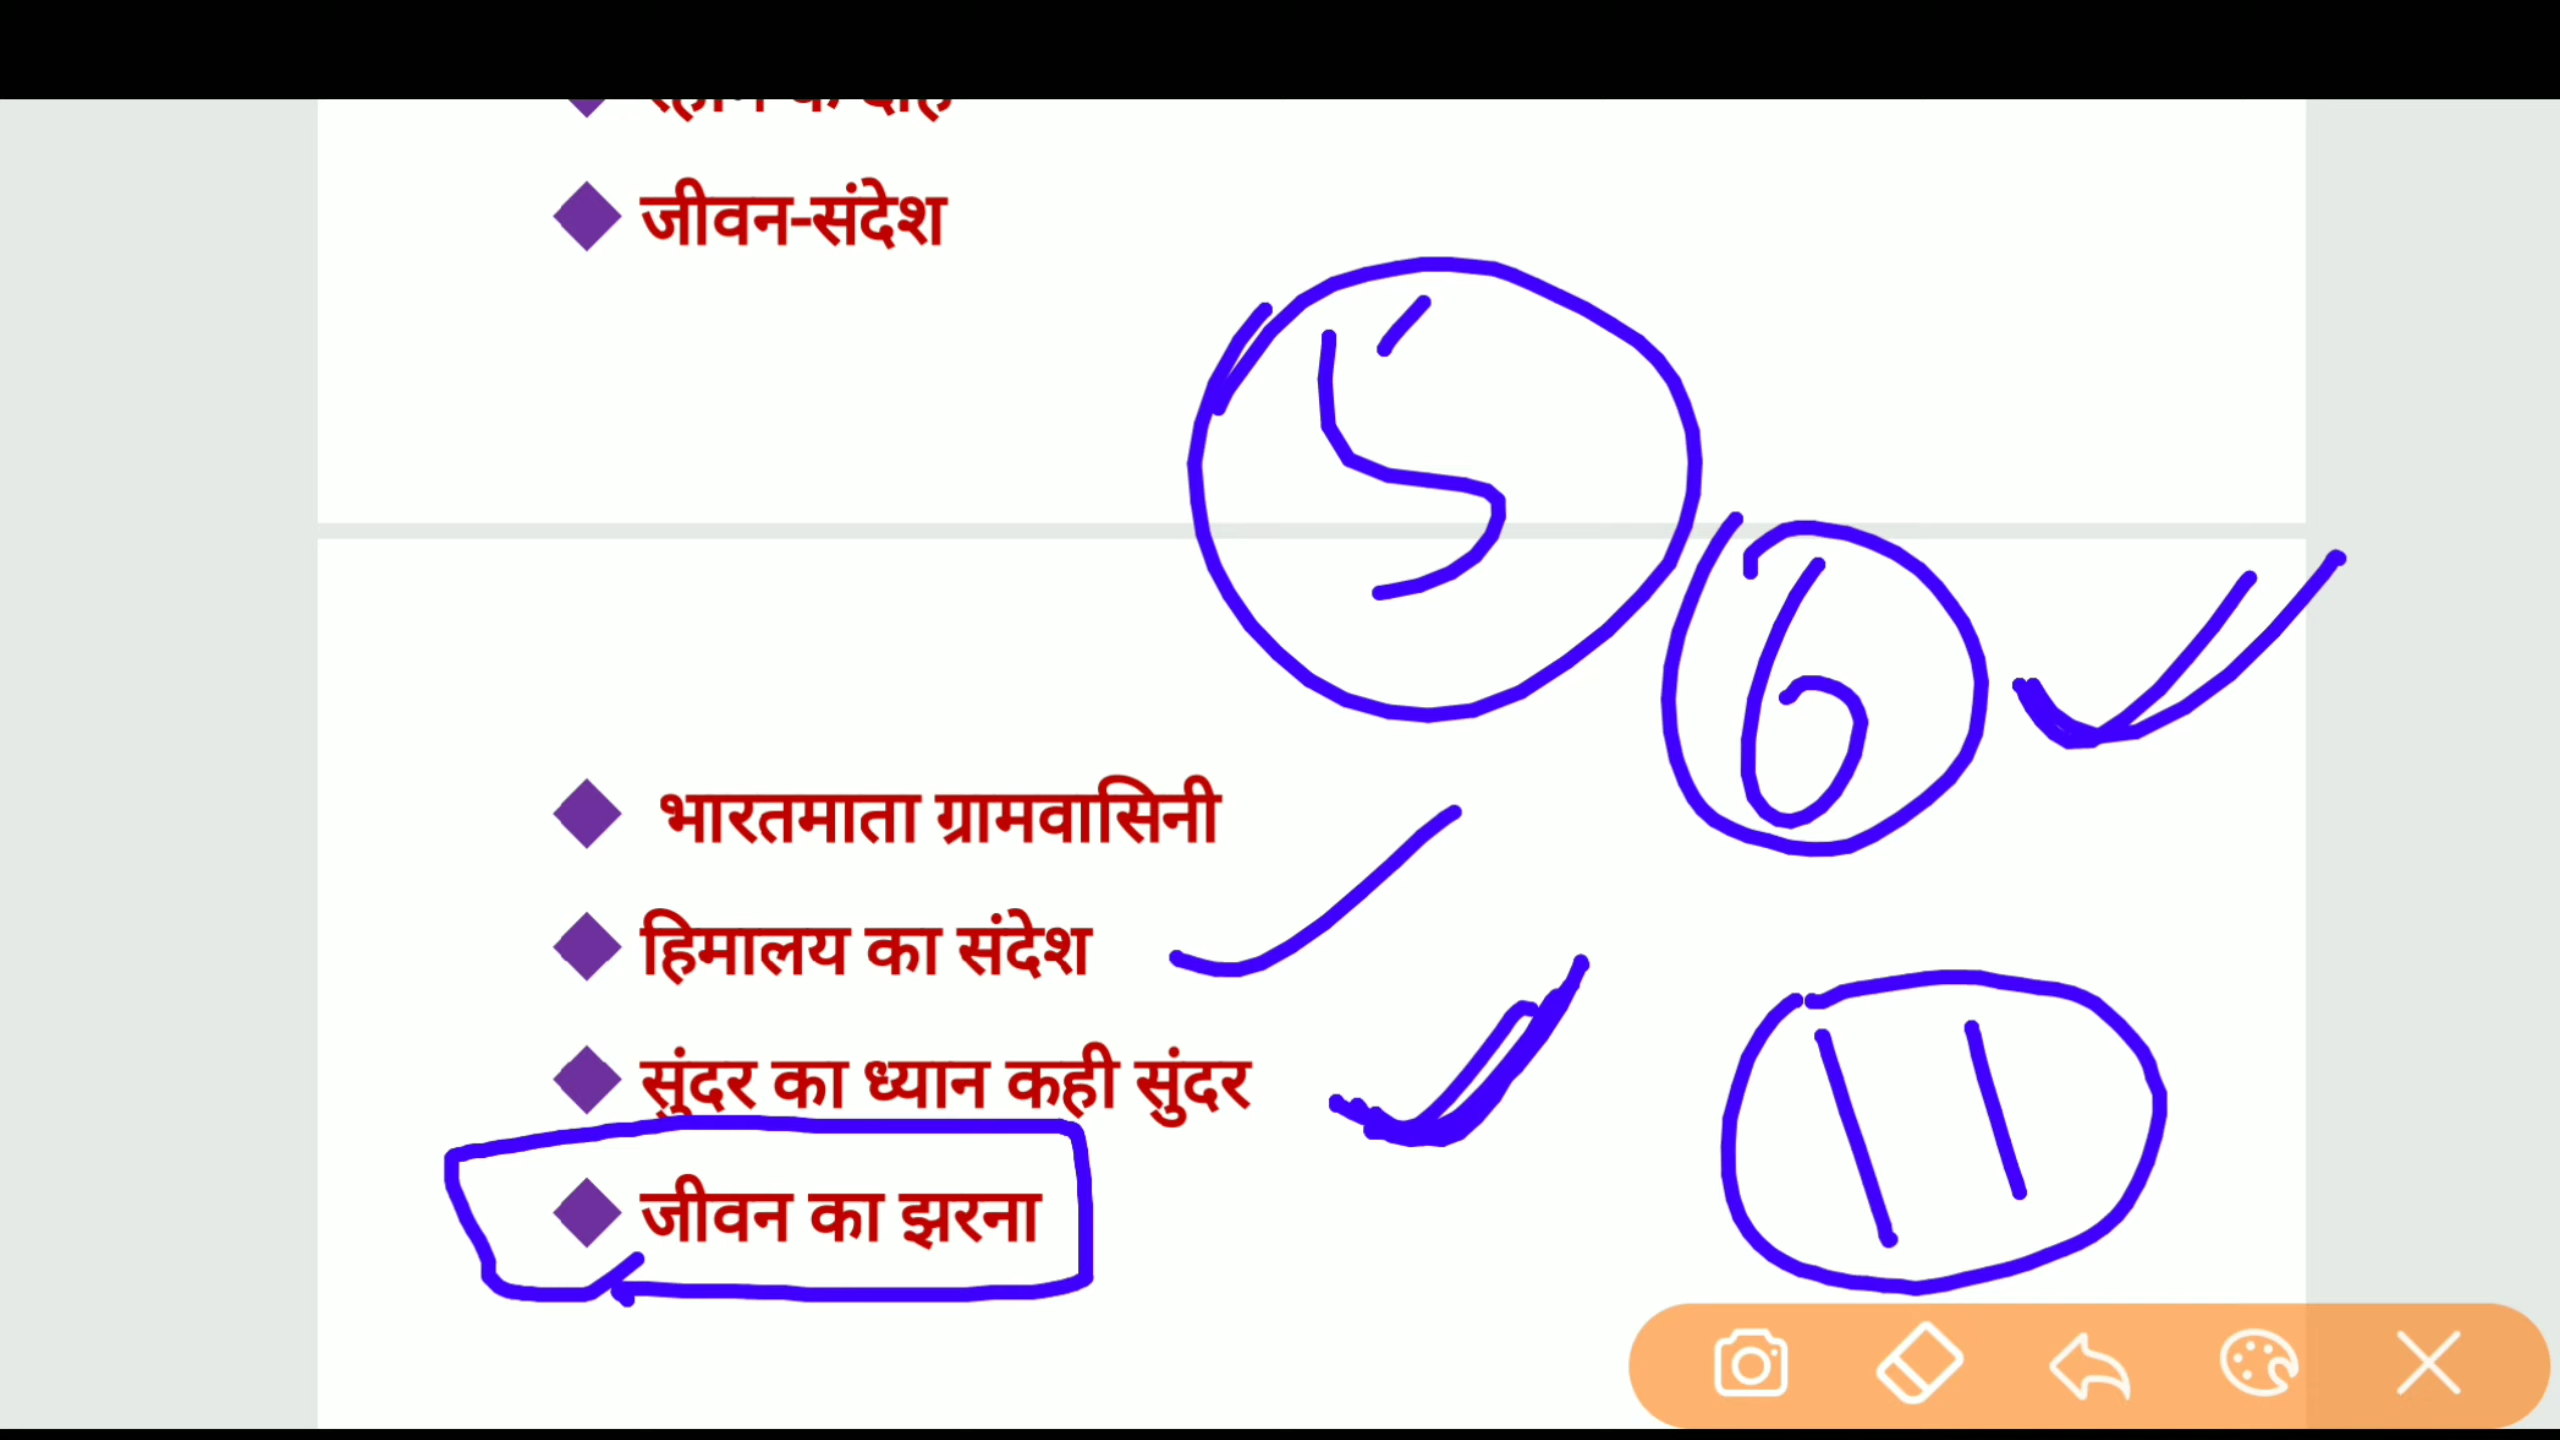 जीवन-संदेश
5
6
भारतमाता ग्रामवासिनी
हिमालय का संदेश
सुंदर का ध्यान कही सुंदर
11
जीवन का झरना